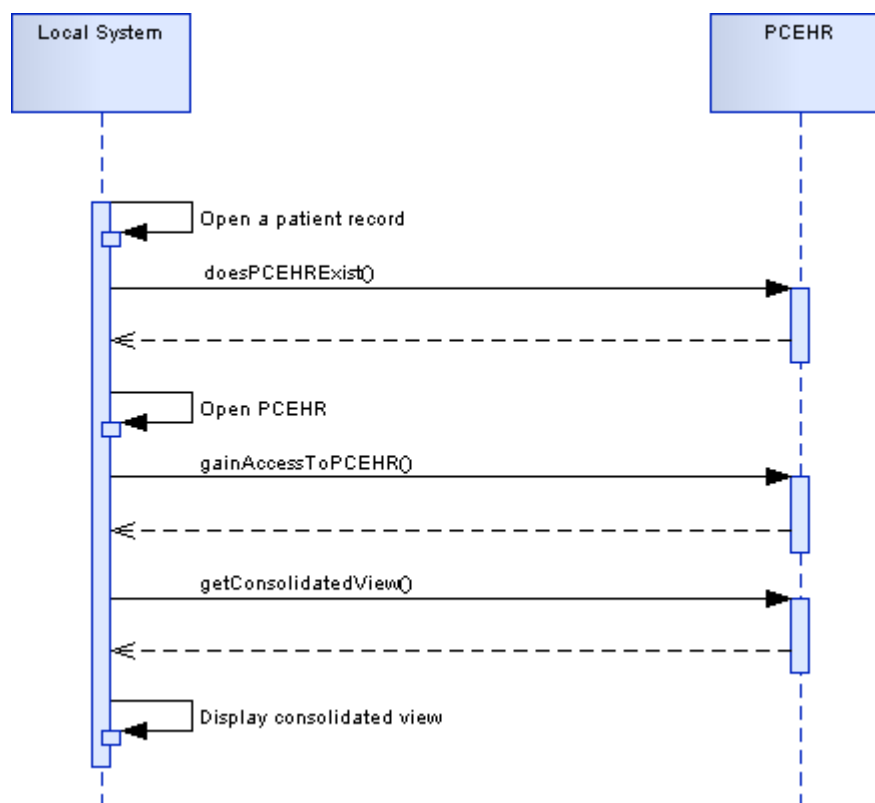 Local System
PCEHR
Open a patient record
doesPCEHRExist()
Open PCEHR
gainAccessToPCEHR()
getConsolidatedView()
Display consolidated view